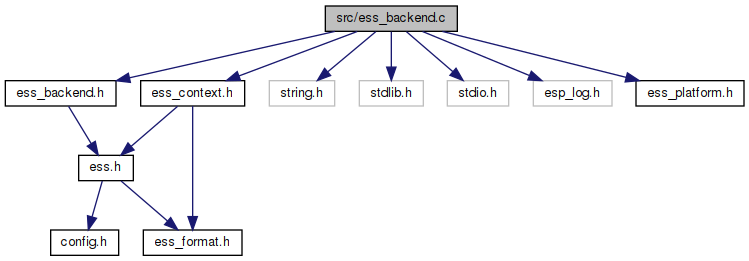 src/ess_backend.c
ess_backend.h
ess_context.h
string.h
stdlib.h
stdio.h
esp_log.h
ess_platform.h
ess.h
config.h
ess_format.h